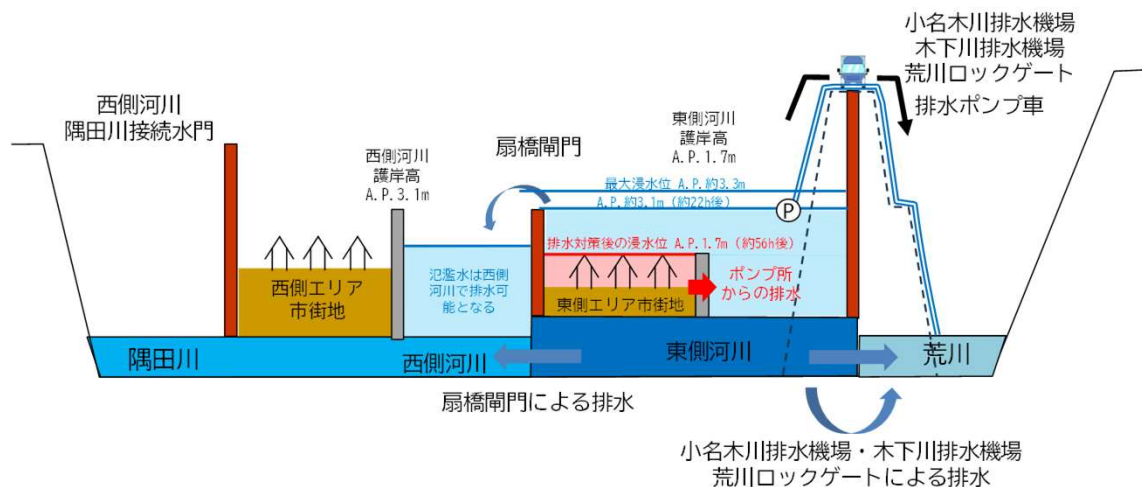 小名木川排水機場
木下川排水機場
荒川ロックゲート
排水ポンプ車
西側河川
隅田川接続水門
西側河川
護岸高
A.P.3.1m
扇橋閘門
東側河川
護岸高
A.P.1.7m
最大浸水位 A.P.約3.3m
A.P.約3.1m（約22h後）
P
排水対策後の浸水位 A.P.1.7m（約56h後）
氾濫水は西側
河川で排水可
能となる
西側エリア
市街地
東側エリア市街地
ポンプ所
からの排水
隅田川
西側河川
東側河川
荒川
扇橋閘門による排水
小名木川排水機場・木下川排水機場
荒川ロックゲートによる排水